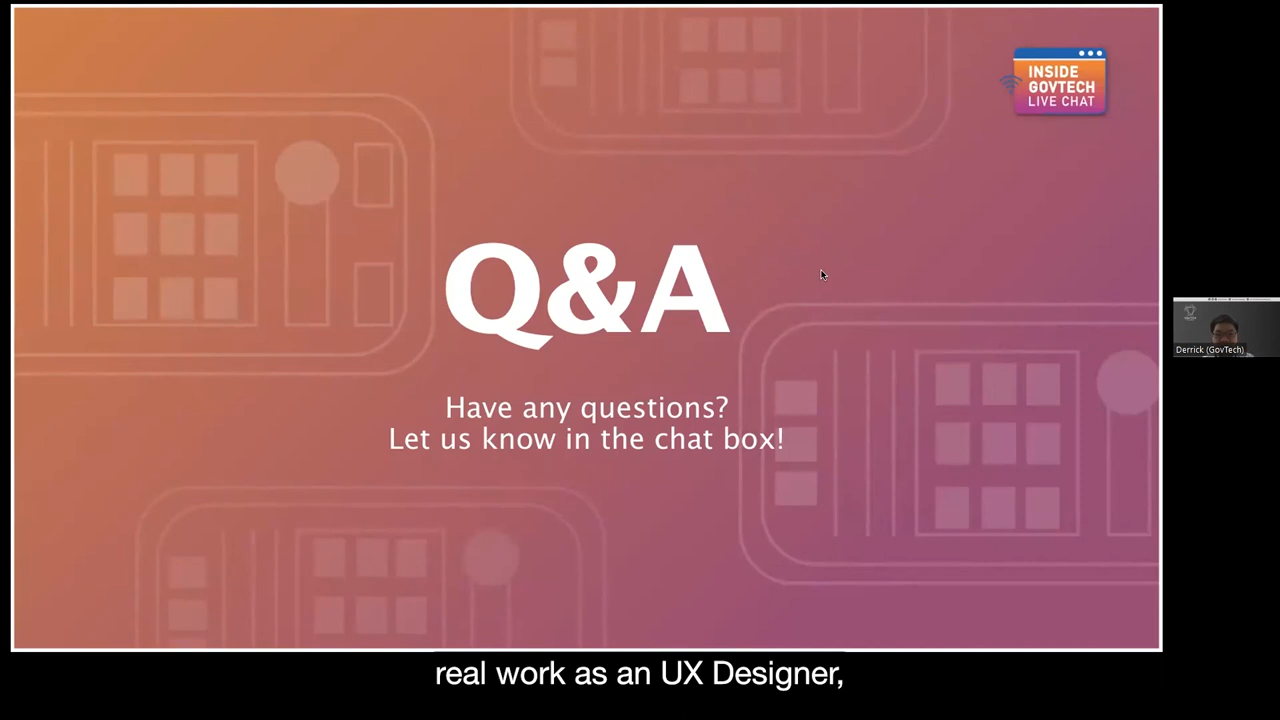 INSIDE
GOVTECH
LIVE CHAT
Q&A
Have any questions?
Let us know in the chat box!
Derrick (GovTech)
real work as an UX Designer,